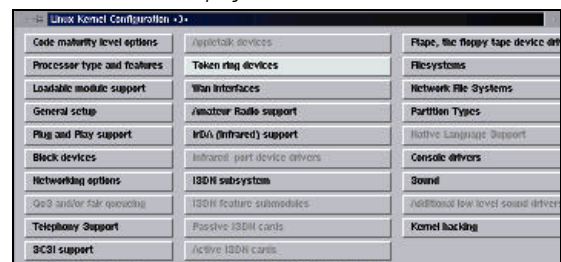 Linux Kernel Configuration <3>
Code maturity level options
Processor type and features
Loadable module support
General setup
Plug and Play support
Block devices
Networking options
QoS and/or fair queueing
Telephony Support
SCSI support
Appletalk devices
Token ring devices
Wan interfaces
Amateur Radio support
IrDA (infrared) support
Infrared-port device drivers
ISDN subsystem
ISDN feature submodules
Passive ISDN cards
Active ISDN cards
Ftape, the floppy tape device dri
Filesystems
Network File Systems
Partition Types
Native Language Support
Console drivers
Sound
Additional low level sound drivers
Kernel hacking